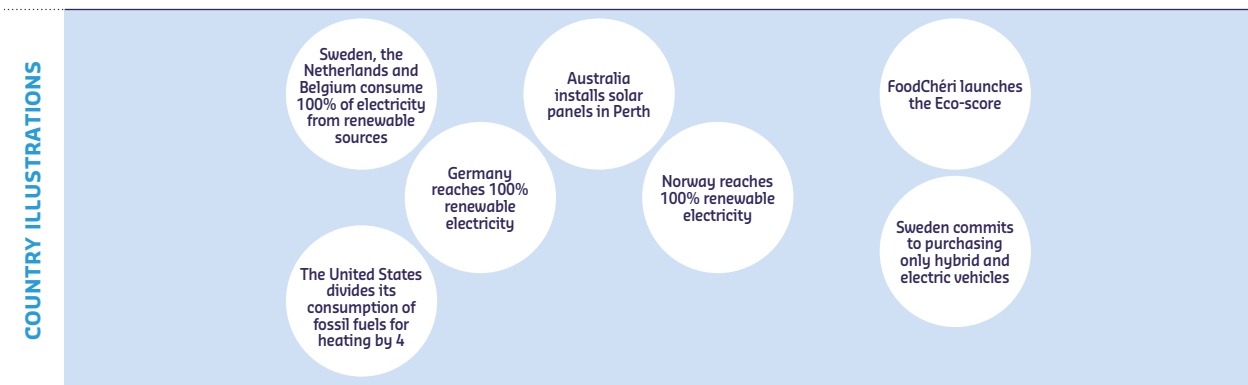 COUNTRY ILLUSTRATIONS
Sweden, the
Netherlands and
Belgium consume
100% of electricity
from renewable
sources
Germany
reaches 100%
renewable
electricity
The United States
divides its
consumption of
fossil fuels for
heating by 4
Australia
installs solar
panels in Perth
Norway reaches
100% renewable
electricity
FoodChéri launches
the Eco-score
Sweden commits
to purchasing
only hybrid and
electric vehicles